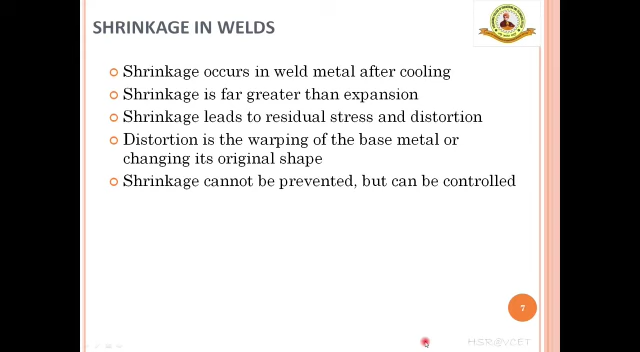 SHRINKAGE IN WELDS
Shrinkage occurs in weld metal after cooling
Shrinkage is far greater than expansion
Shrinkage leads to residual stress and distortion
Distortion is the warping of the base metal or
changing its original shape
Shrinkage cannot be prevented, but can be controlled
7
H.S.R@VCET